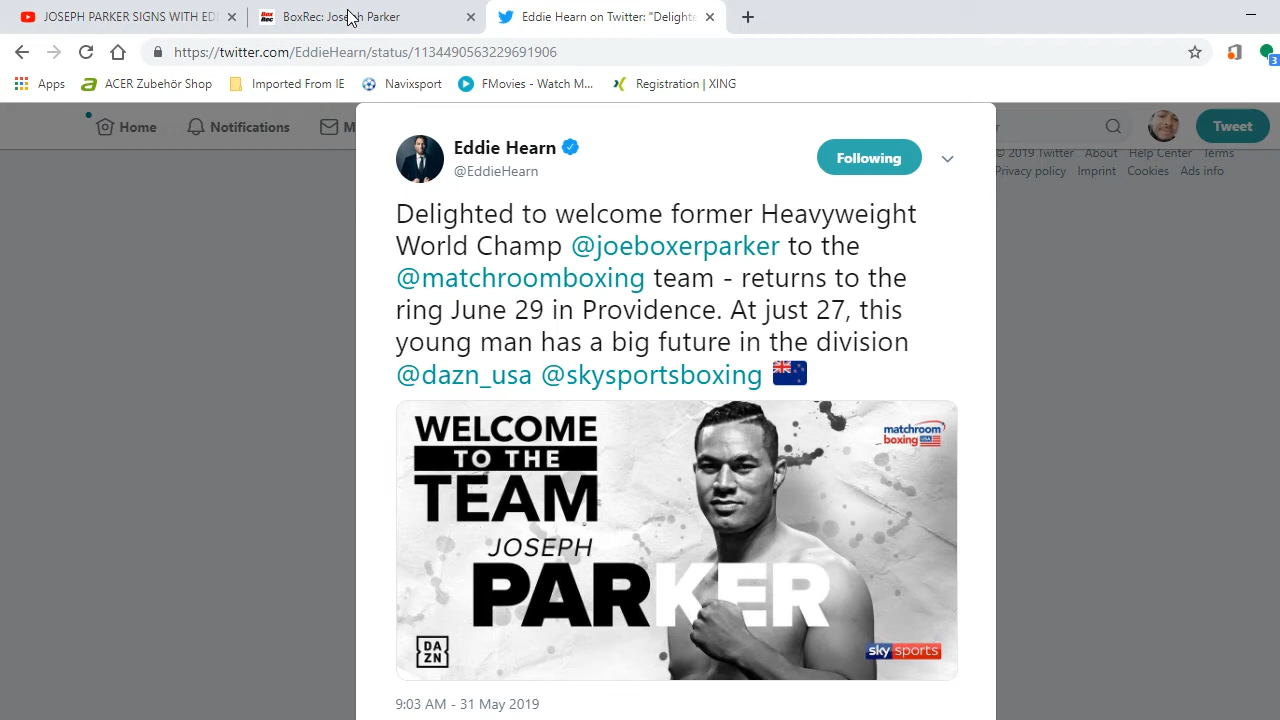 JOSEPH PARKER SIGNS WITH EDI
BoxRec: Joseph Parker
Eddie Hearn on Twitter: "Delighte
https://twitter.com/EddieHearn/status/1134490563229691906
3
Apps
ACER Zubehör Shop
Imported From IE
Navixsport
FMovies - Watch M...
Registration | XING
Home
Notifications
M
Tweet
© 2019 Twitter About Help Center Terms
Privacy policy Imprint Cookies Ads info
Eddie Hearn
@EddieHearn
Following
Delighted to welcome former Heavyweight
World Champ @joeboxerparker to the
@matchroomboxing team - returns to the
ring June 29 in Providence. At just 27, this
young man has a big future in the division
@dazn_usa @skysportsboxing
WELCOME
TO THE
TEAM
JOSEPH
PARKER
matchroom
boxing USA
DA
ZN
sky sports
9:03 AM - 31 May 2019